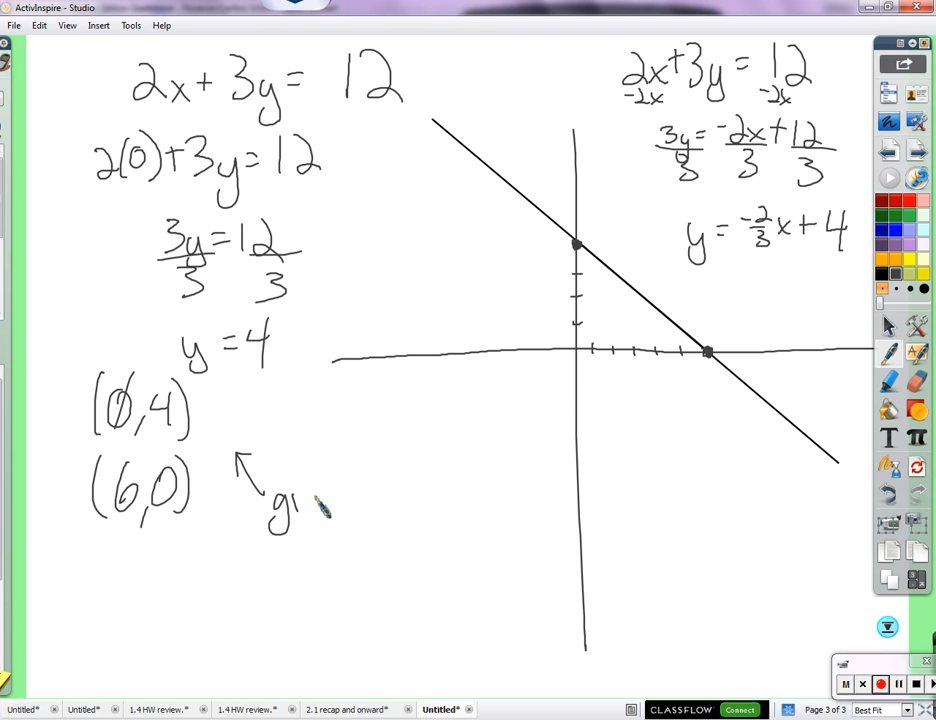 ActivInspire - Studio
File Edit View Insert Tools Help
2x + 3y = 12
2(0) + 3y = 12
3y = 12
3 3
y = 4
(0,4)
(6,0)
2x + 3y = 12
-2x -2x
3y = -2x + 12
3 3 3
y = -2/3 x + 4
T π
Untitled* × Untitled* × 1.4 HW review.* × 1.4 HW review.* × 2.1 recap and onward* × Untitled* ×
CLASSFLOW Connect
Page 3 of 3 Best Fit
M